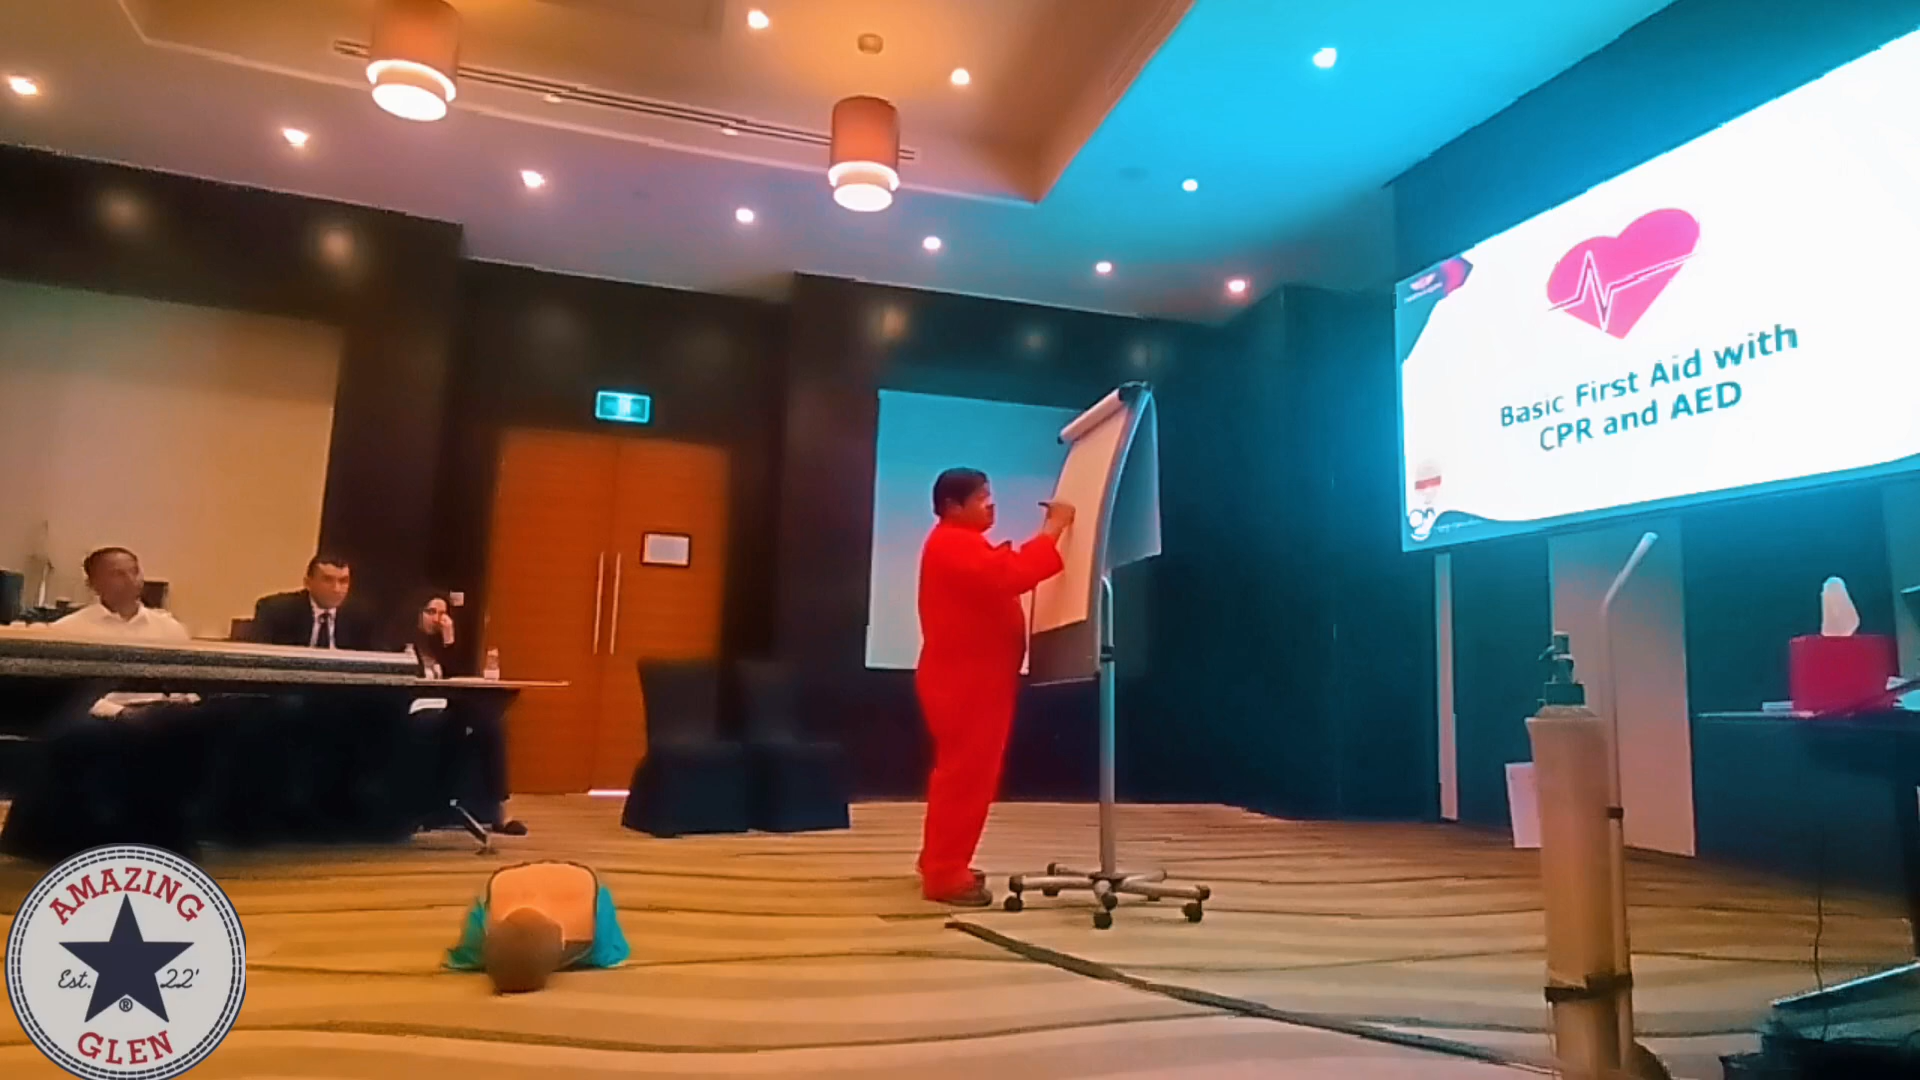 Basic First Aid with
CPR and AED
AMAZING
Est. 22'
®
GLEN